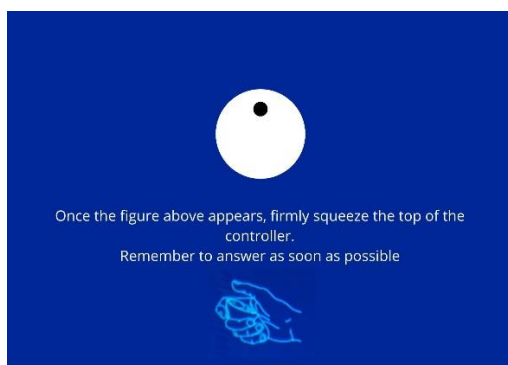 Once the figure above appears, firmly squeeze the top of the
controller.
Remember to answer as soon as possible